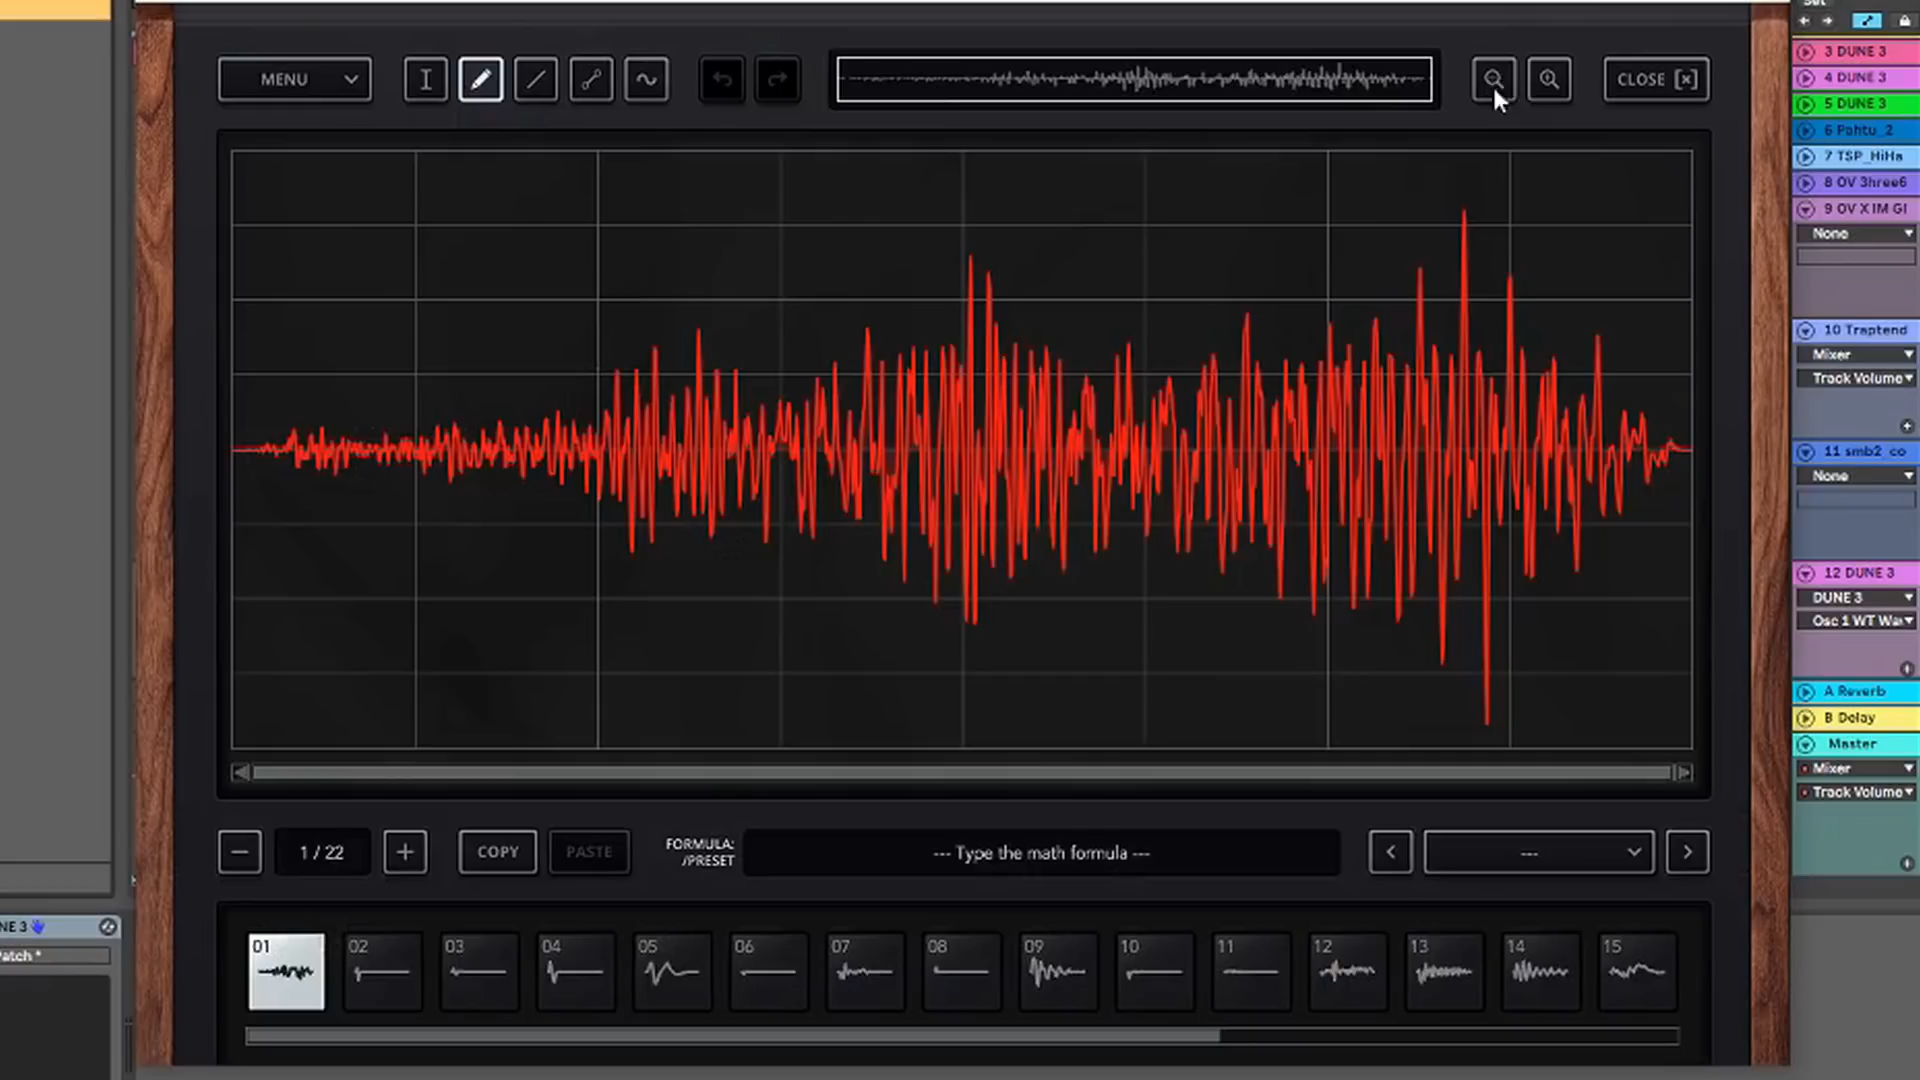 MENU
CLOSE [x]
1 / 22
COPY
PASTE
FORMULA:
/PRESET
--- Type the math formula ---
---
01
02
03
04
05
06
07
08
09
10
11
12
13
14
15
3 DUNE 3
4 DUNE 3
5 DUNE 3
6 Pahtu_2
7 TSP_HiHa
8 OV 3hree6
9 OV X IM GI
None
10 Traptend
Mixer
Track Volume
11 smb2_co
None
12 DUNE 3
DUNE 3
Osc 1 WT Wav
A Reverb
B Delay
Master
Mixer
Track Volume
NE 3
atch *